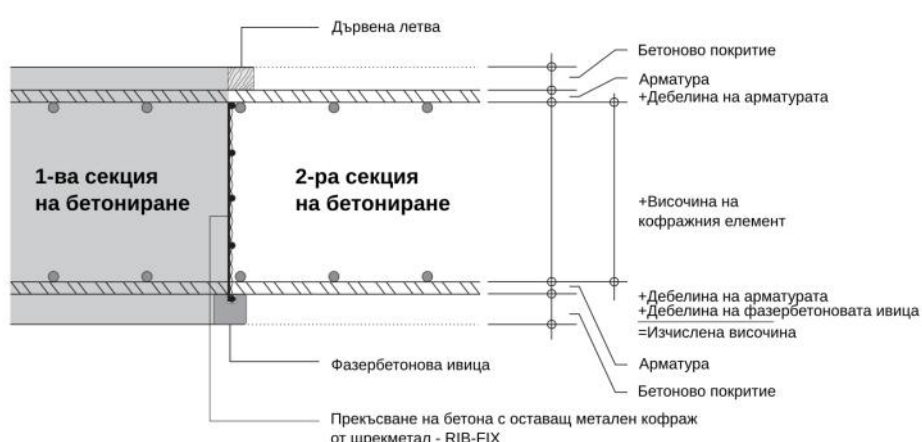 Дървена летва
Бетоново покритие
Арматура
+Дебелина на арматурата
1-ва секция
на бетониране
2-ра секция
на бетониране
+Височина на
кофражния елемент
+Дебелина на арматурата
+Дебелина на фазербетоновата ивица
=Изчислена височина
Фазербетонова ивица
Арматура
Бетоново покритие
Прекъсване на бетона с оставащ метален кофраж
от щрекметал - RIB-FIX